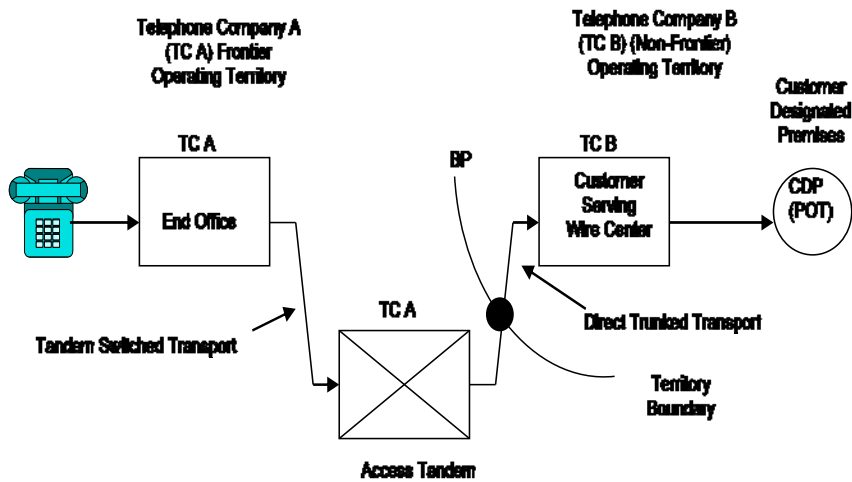 Telephone Company A
(TC A) Frontier
Operating Territory
Telephone Company B
(TC B) (Non-Frontier)
Operating Territory
Customer
Designated
Premises
TC A
End Office
BP
TC B
Customer
Serving
Wire Center
CDP
(POT)
Tandem Switched Transport
TC A
Direct Trunked Transport
Territory
Boundary
Access Tandem